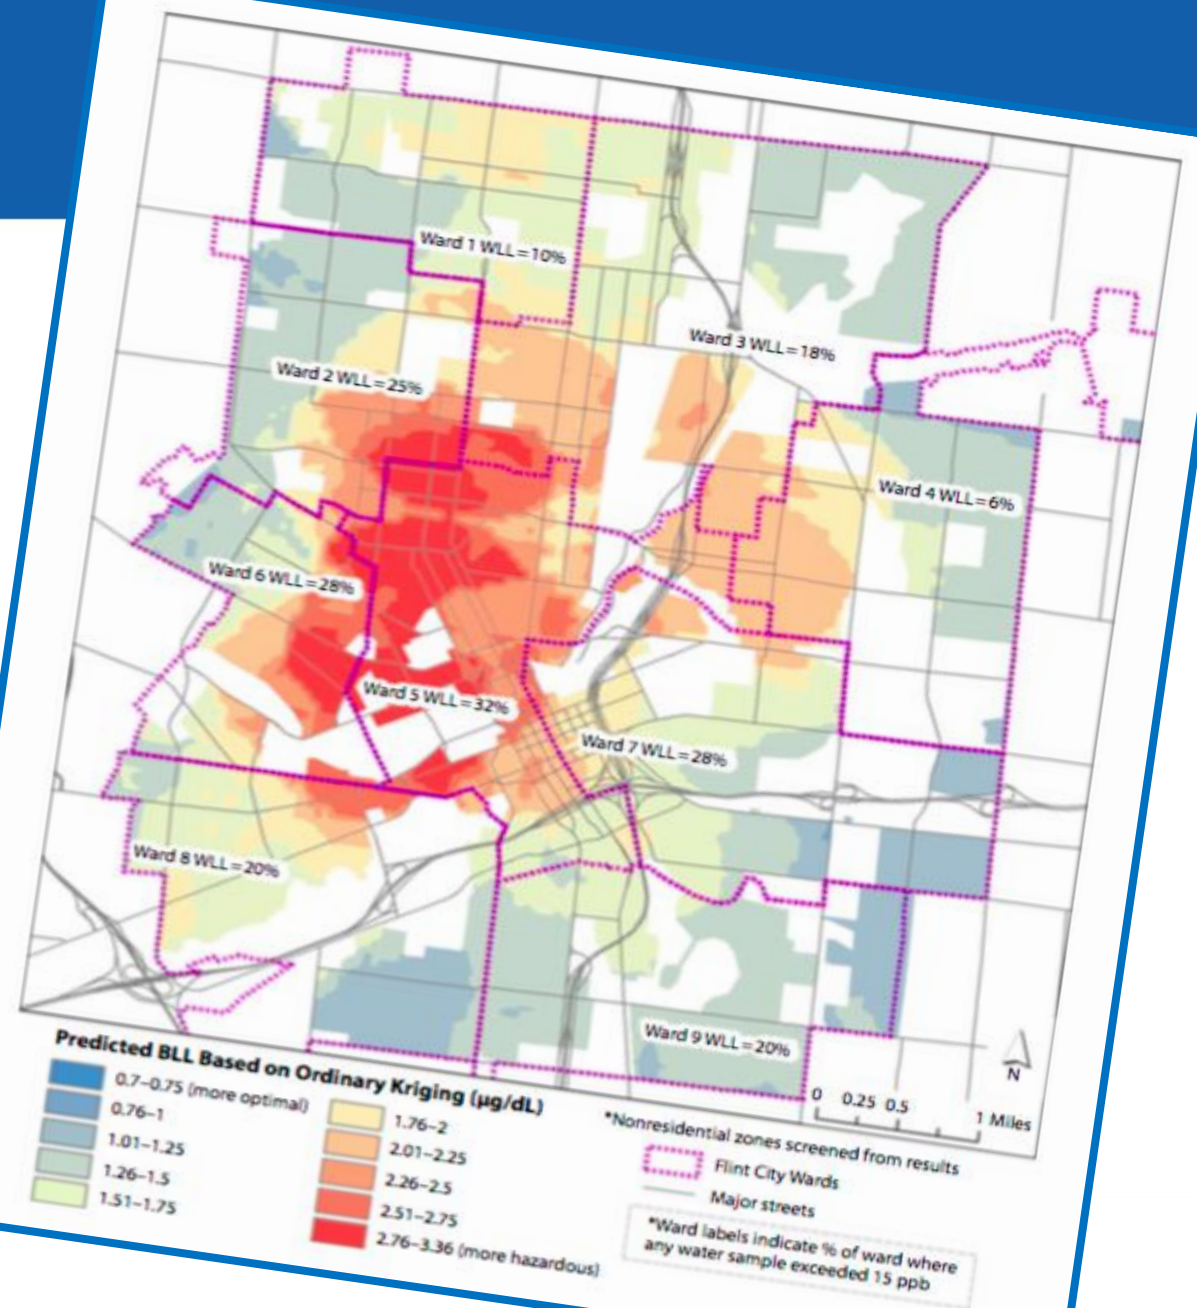 Ward 1 WLL=10%
Ward 3 WLL=18%
Ward 2 WLL=25%
Ward 4 WLL=6%
Ward 6 WLL=28%
Ward 5 WLL=32%
Ward 7 WLL=28%
Ward 8 WLL=20%
Ward 9 WLL=20%
N
0 0.25 0.5 1 Miles
Predicted BLL Based on Ordinary Kriging (µg/dL)
0.7–0.75 (more optimal)
0.76–1
1.01–1.25
1.26–1.5
1.51–1.75
1.76–2
2.01–2.25
2.26–2.5
2.51–2.75
2.76–3.36 (more hazardous)
*Nonresidential zones screened from results
Flint City Wards
Major streets
*Ward labels indicate % of ward where
any water sample exceeded 15 ppb